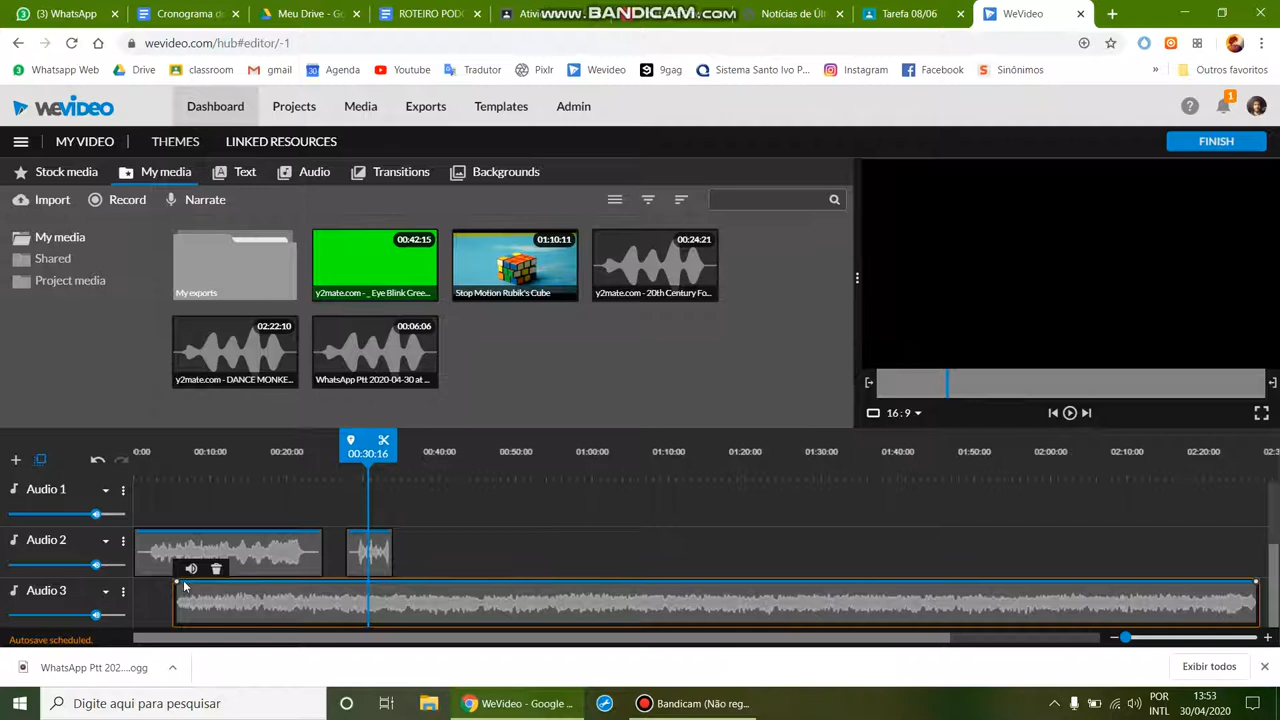 (3) WhatsApp
Cronograma d
Meu Drive - G
ROTEIRO POD
Ativi
www.BANDICAM.com
Notícias de Úl
Tarefa 08/06
WeVideo
wevideo.com/hub#editor/-1
Whatsapp Web
Drive
classroom
gmail
Agenda
Youtube
Tradutor
Pixlr
Wevideo
9gag
Sistema Santo Ivo P...
Instagram
Facebook
Sinónimos
»
Outros favoritos
wevideo
Dashboard
Projects
Media
Exports
Templates
Admin
1
MY VIDEO
THEMES
LINKED RESOURCES
FINISH
Stock media
My media
Text
Audio
Transitions
Backgrounds
Import
Record
Narrate
My media
Shared
Project media
My exports
00:42:15
y2mate.com - _ Eye Blink Gree...
01:10:11
Stop Motion Rubik's Cube
00:24:21
y2mate.com - 20th Century Fo...
02:22:10
y2mate.com - DANCE MONKE...
00:06:06
WhatsApp Ptt 2020-04-30 at ...
16:9
0:00 00:10:00 00:20:00 00:30:16 00:40:00 00:50:00 01:00:00 01:10:00 01:20:00 01:30:00 01:40:00 01:50:00 02:00:00 02:10:00 02:20:00 02:3
Audio 1
Audio 2
Audio 3
Autosave scheduled.
WhatsApp Ptt 202....ogg
Exibir todos
Digite aqui para pesquisar
WeVideo - Google ...
Bandicam (Não reg...
POR
INTL
13:53
30/04/2020